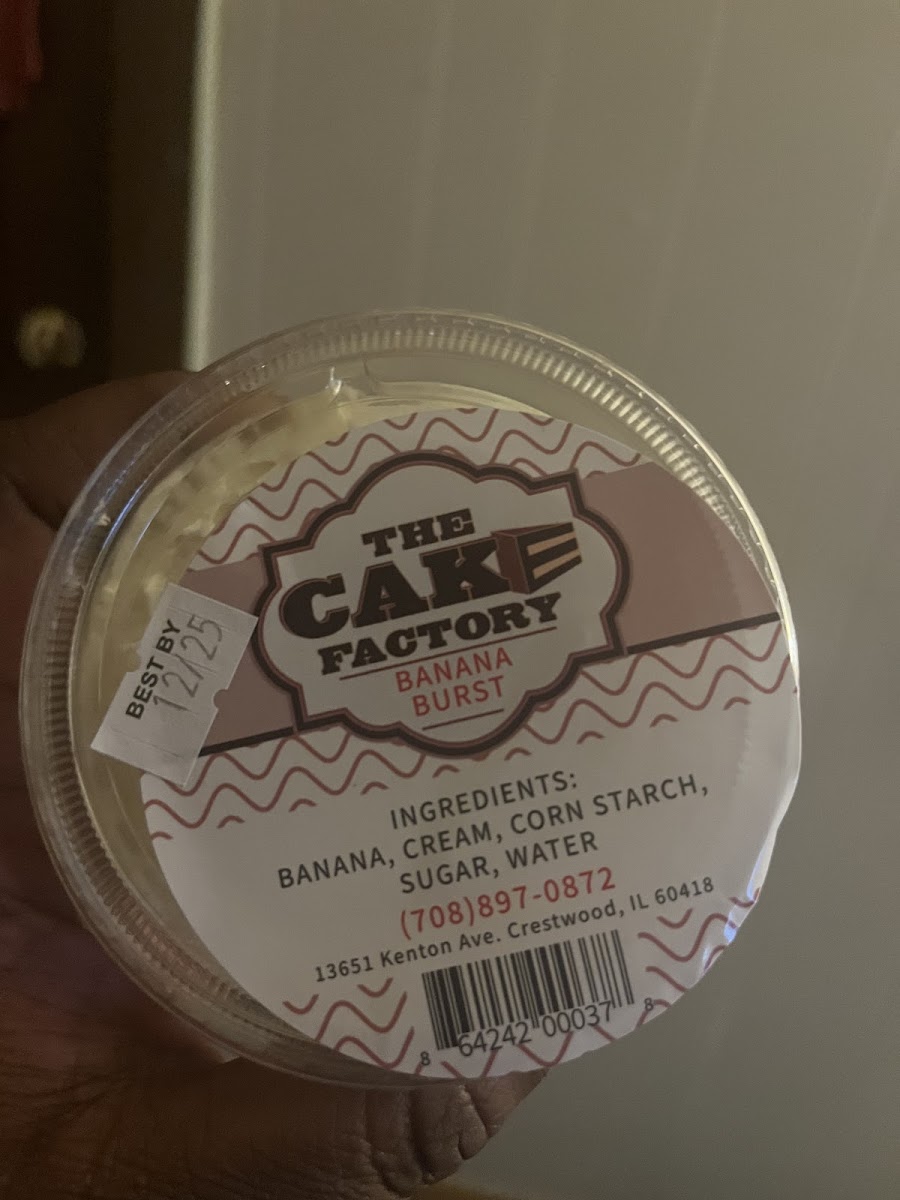 THE
CAKE
FACTORY
BANANA
BURST
BEST BY
12/25
INGREDIENTS:
BANANA, CREAM, CORN STARCH,
SUGAR, WATER
(708)897-0872
13651 Kenton Ave. Crestwood, IL 60418
8 64242 00037 8